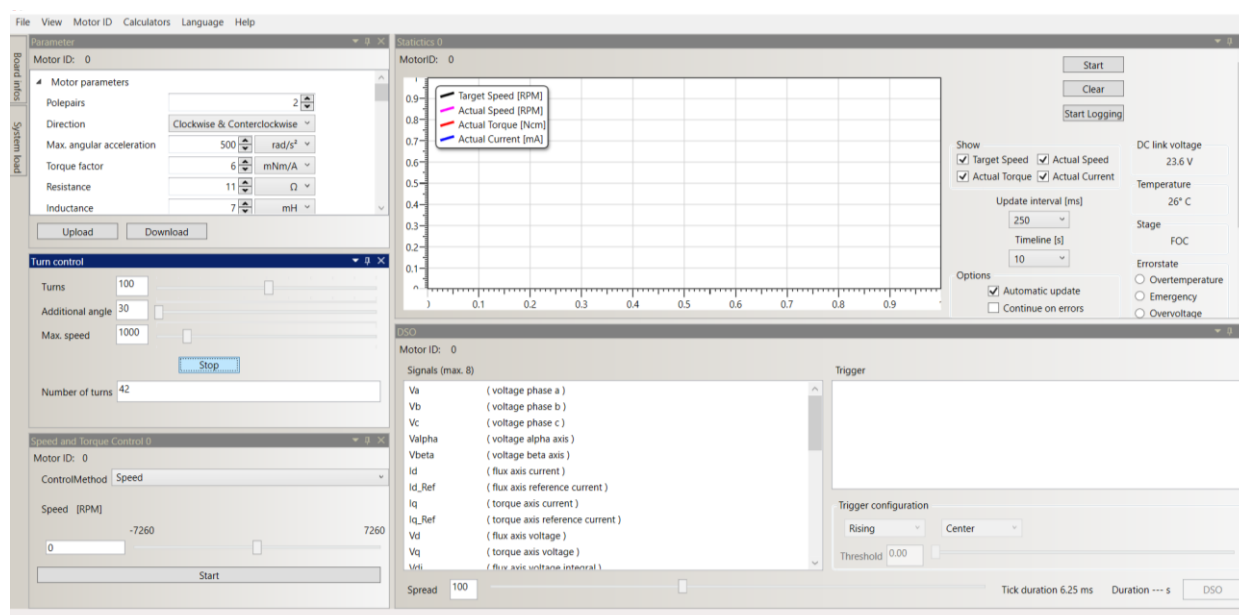 File View Motor ID Calculators Language Help
Board infos
System load
Parameter
Motor ID: 0
Motor parameters
Polepairs 2
Direction Clockwise & Conterclockwise
Max. angular acceleration 500 rad/s²
Torque factor 6 mNm/A
Resistance 11 Ω
Inductance 7 mH
Upload Download
Turn control
Turns 100
Additional angle 30
Max. speed 1000
Stop
Number of turns 42
Speed and Torque Control 0
Motor ID: 0
ControlMethod Speed
Speed [RPM]
-7260 7260
0
Start
Statictics 0
MotorID: 0
Target Speed [RPM]
Actual Speed [RPM]
Actual Torque [Ncm]
Actual Current [mA]
0.9
0.8
0.7
0.6
0.5
0.4
0.3
0.2
0.1
0.1 0.2 0.3 0.4 0.5 0.6 0.7 0.8 0.9
Start
Clear
Start Logging
Show
Target Speed Actual Speed
Actual Torque Actual Current
Update interval [ms]
250
Timeline [s]
10
Options
Automatic update
Continue on errors
DC link voltage
23.6 V
Temperature
26° C
Stage
FOC
Errorstate
Overtemperature
Emergency
Overvoltage
DSO
Motor ID: 0
Signals (max. 8)
Va ( voltage phase a )
Vb ( voltage phase b )
Vc ( voltage phase c )
Valpha ( voltage alpha axis )
Vbeta ( voltage beta axis )
Id ( flux axis current )
Id_Ref ( flux axis reference current )
Iq ( torque axis current )
Iq_Ref ( torque axis reference current )
Vd ( flux axis voltage )
Vq ( torque axis voltage )
Vdi ( flux axis voltage integral )
Trigger
Trigger configuration
Rising Center
Threshold 0.00
Spread 100
Tick duration 6.25 ms Duration --- s DSO